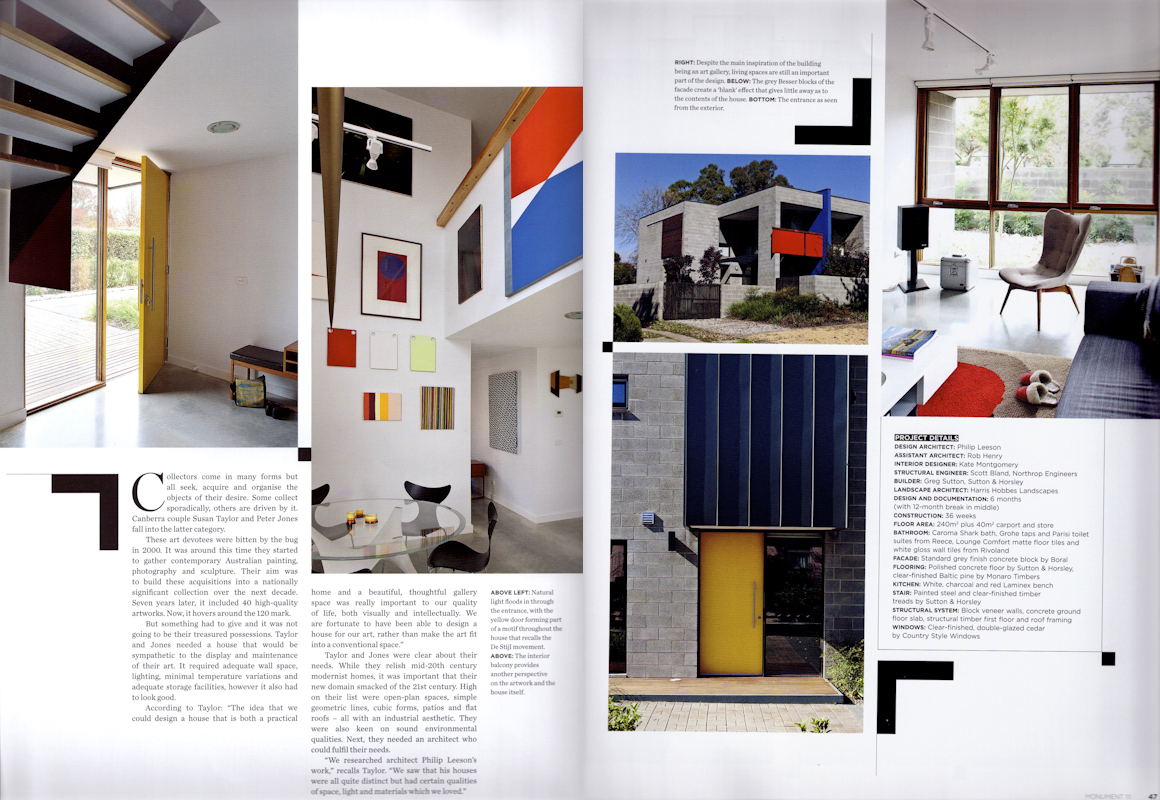 Collectors come in many forms but
all seek, acquire and organise the
objects of their desire. Some collect
sporadically, others are driven by it.
Canberra couple Susan Taylor and Peter Jones
fall into the latter category.
These art devotees were bitten by the bug
in 2000. It was around this time they started
to gather contemporary Australian painting,
photography and sculpture. Their aim was
to build these acquisitions into a nationally
significant collection over the next decade.
Seven years later, it included 40 high-quality
artworks. Now, it hovers around the 120 mark.
But something had to give and it was not
going to be their treasured possessions. Taylor
and Jones needed a house that would be
sympathetic to the display and maintenance
of their art. It required adequate wall space,
lighting, minimal temperature variations and
adequate storage facilities, however it also had
to look good.
According to Taylor: “The idea that we
could design a house that is both a practical
home and a beautiful, thoughtful gallery
space was really important to our quality
of life, both visually and intellectually. We
are fortunate to have been able to design a
house for our art, rather than make the art fit
into a conventional space.”
Taylor and Jones were clear about their
needs. While they relish mid-20th century
modernist homes, it was important that their
new domain smacked of the 21st century. High
on their list were open-plan spaces, simple
geometric lines, cubic forms, patios and flat
roofs – all with an industrial aesthetic. They
were also keen on sound environmental
qualities. Next, they needed an architect who
could fulfil their needs.
“We researched architect Philip Leeson’s
work,” recalls Taylor. “We saw that his houses
were all quite distinct but had certain qualities
of space, light and materials which we loved.”
ABOVE LEFT: Natural
light floods in through
the entrance, with the
yellow door forming part
of a motif throughout the
house that recalls the
De Stijl movement.
ABOVE: The interior
balcony provides
another perspective
on the artwork and the
house itself.
RIGHT: Despite the main inspiration of the building
being an art gallery, living spaces are still an important
part of the design. BELOW: The grey Besser blocks of the
facade create a ‘blank’ effect that gives little away as to
the contents of the house. BOTTOM: The entrance as seen
from the exterior.
PROJECT DETAILS
DESIGN ARCHITECT: Philip Leeson
ASSISTANT ARCHITECT: Rob Henry
INTERIOR DESIGNER: Kate Montgomery
STRUCTURAL ENGINEER: Scott Bland, Northrop Engineers
BUILDER: Greg Sutton, Sutton & Horsley
LANDSCAPE ARCHITECT: Harris Hobbes Landscapes
DESIGN AND DOCUMENTATION: 6 months
(with 12-month break in middle)
CONSTRUCTION: 36 weeks
FLOOR AREA: 240m² plus 40m² carport and store
BATHROOM: Caroma Shark bath, Grohe taps and Parisi toilet
suites from Reece, Lounge Comfort matte floor tiles and
white gloss wall tiles from Rivoland
FACADE: Standard grey finish concrete block by Boral
FLOORING: Polished concrete floor by Sutton & Horsley,
clear-finished Baltic pine by Monaro Timbers
KITCHEN: White, charcoal and red Laminex bench
STAIR: Painted steel and clear-finished timber
treads by Sutton & Horsley
STRUCTURAL SYSTEM: Block veneer walls, concrete ground
floor slab, structural timber first floor and roof framing
WINDOWS: Clear-finished, double-glazed cedar
by Country Style Windows
MONUMENT
47